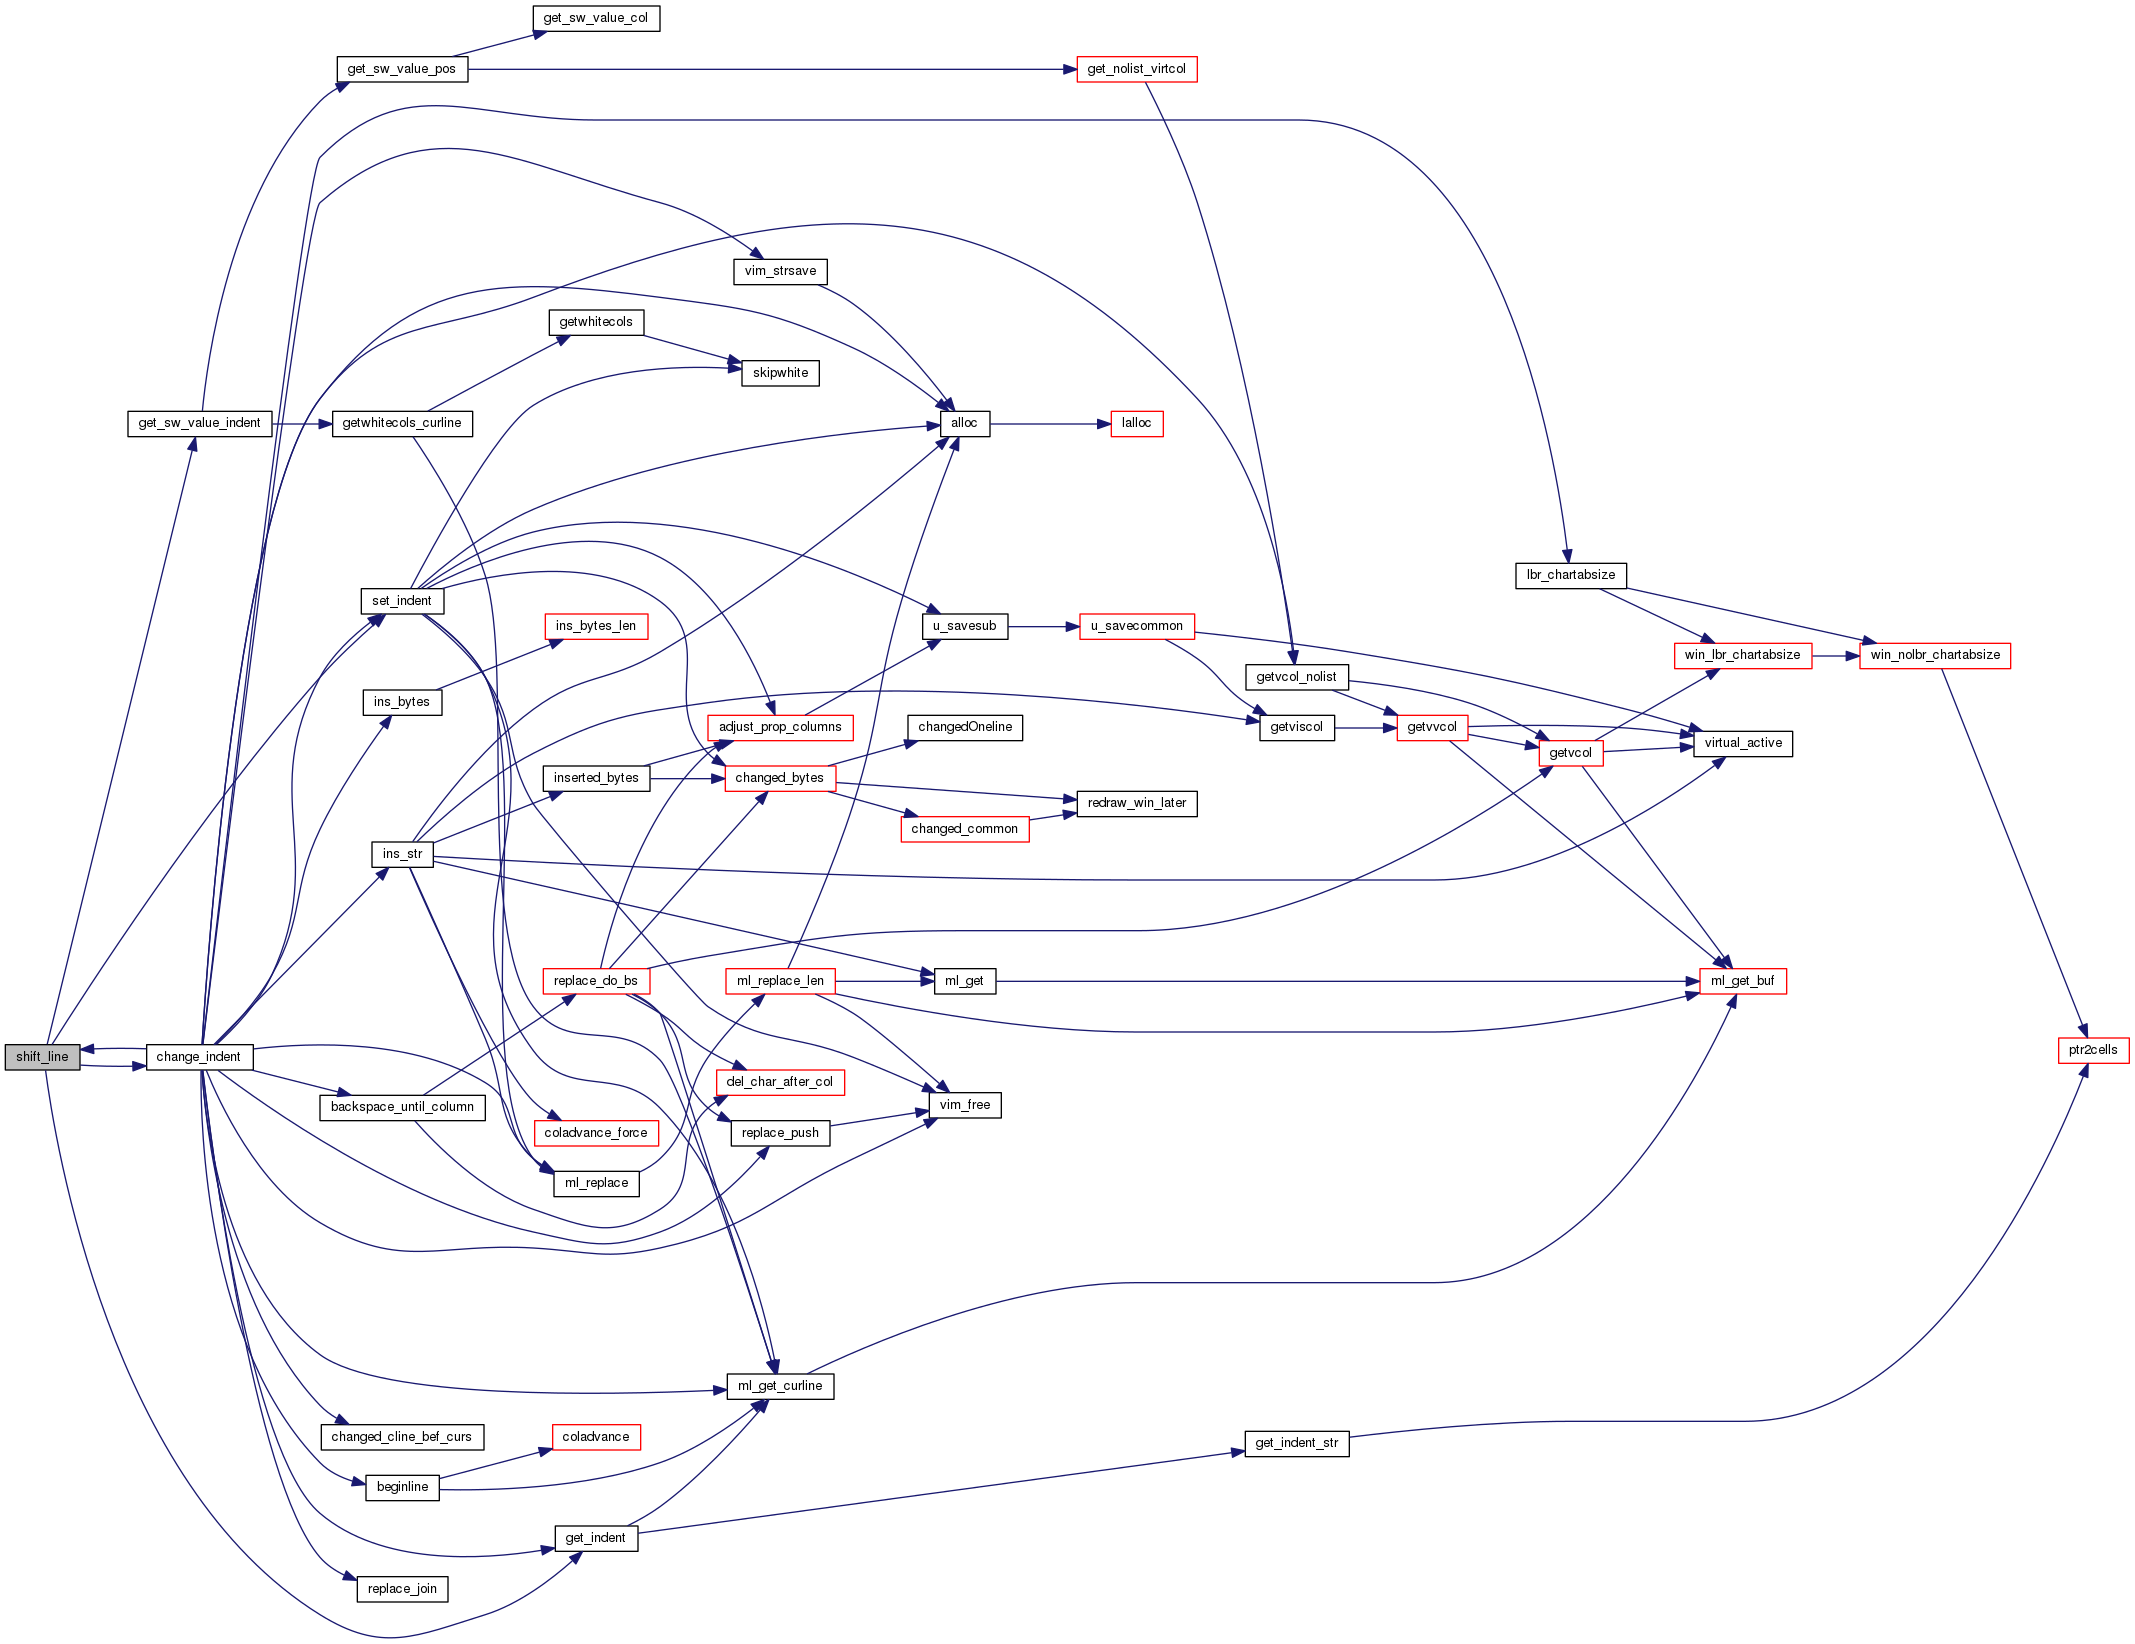 get_sw_value_col
get_sw_value_pos
get_nolist_virtcol
vim_strsave
getwhitecols
skipwhite
get_sw_value_indent
getwhitecols_curline
alloc
lalloc
lbr_chartabsize
set_indent
ins_bytes_len
u_savesub
u_savecommon
win_lbr_chartabsize
win_nolbr_chartabsize
getvcol_nolist
ins_bytes
adjust_prop_columns
changedOneline
getviscol
getvvcol
virtual_active
getvcol
inserted_bytes
changed_bytes
redraw_win_later
changed_common
ins_str
replace_do_bs
ml_replace_len
ml_get
ml_get_buf
shift_line
change_indent
ptr2cells
del_char_after_col
backspace_until_column
vim_free
coladvance_force
replace_push
ml_replace
ml_get_curline
changed_cline_bef_curs
coladvance
get_indent_str
beginline
get_indent
replace_join